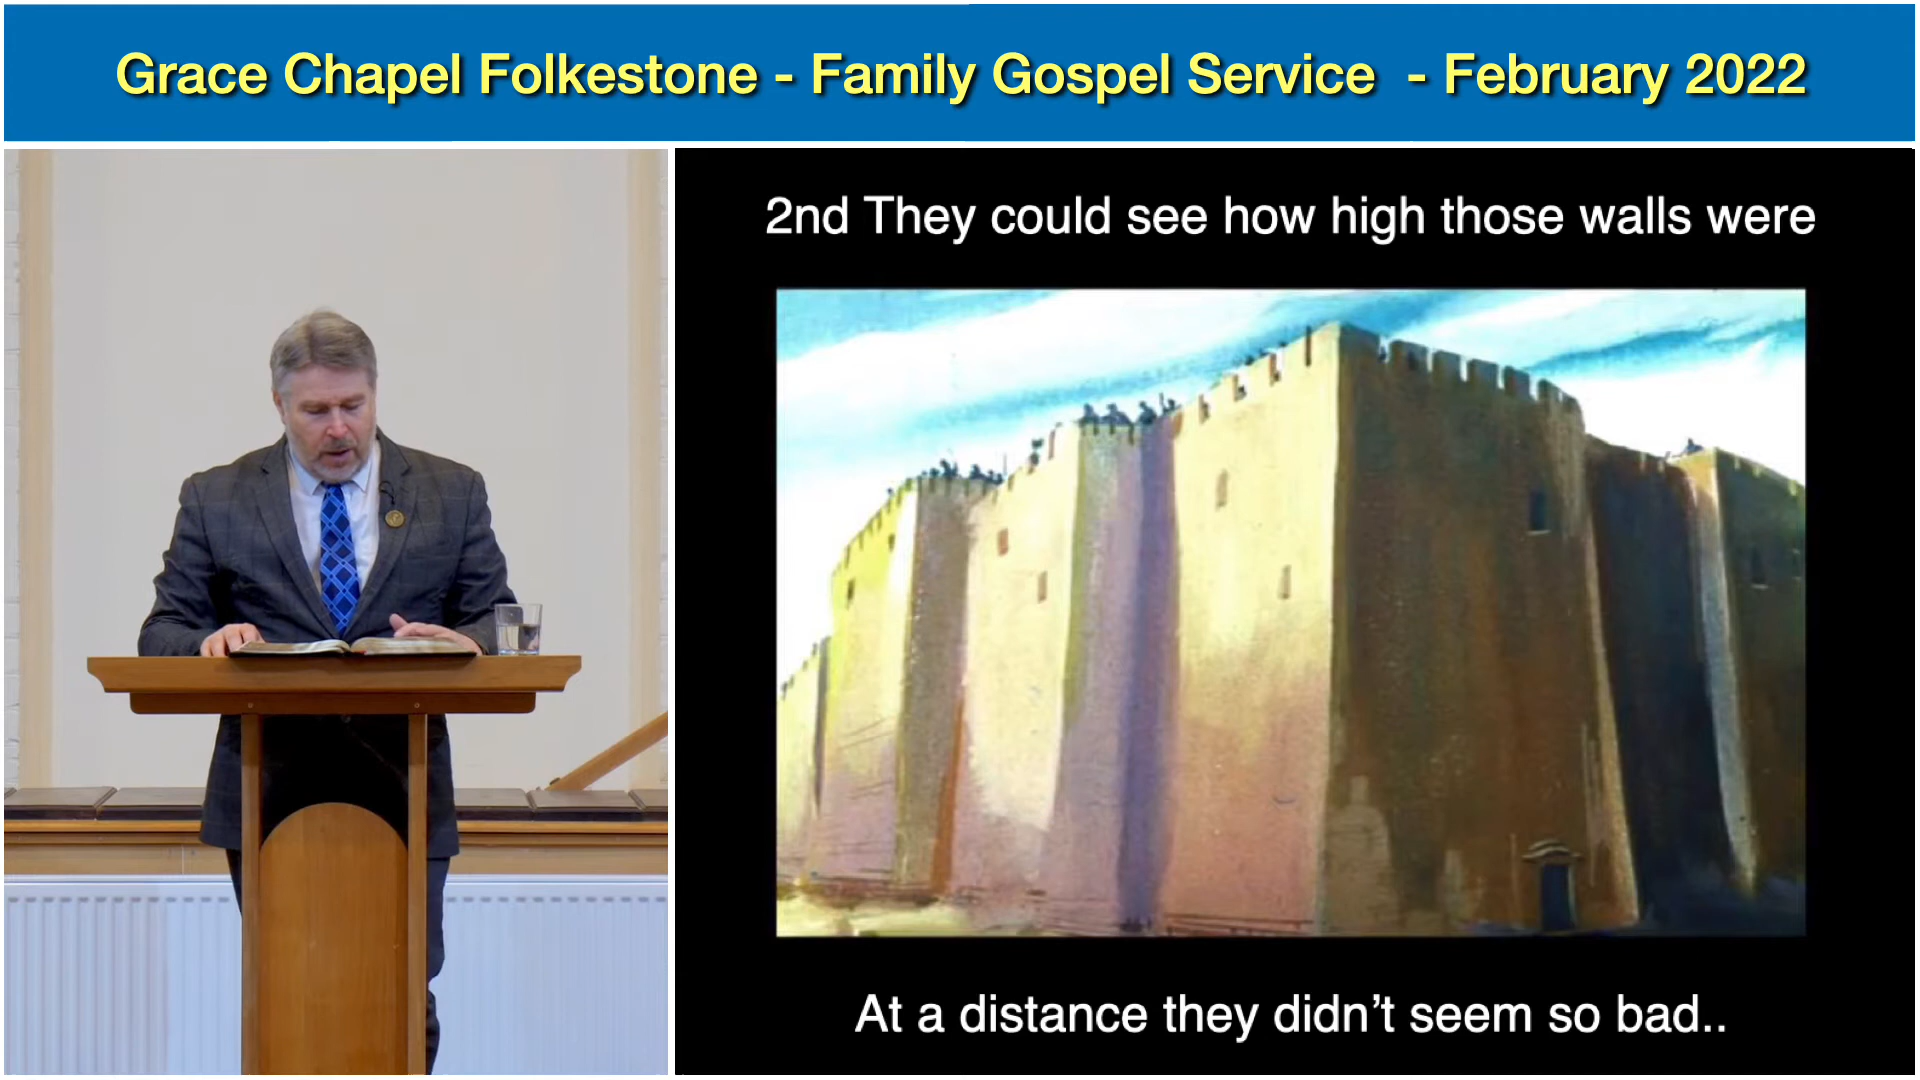 Grace Chapel Folkestone - Family Gospel Service - February 2022
2nd They could see how high those walls were
At a distance they didn't seem so bad..